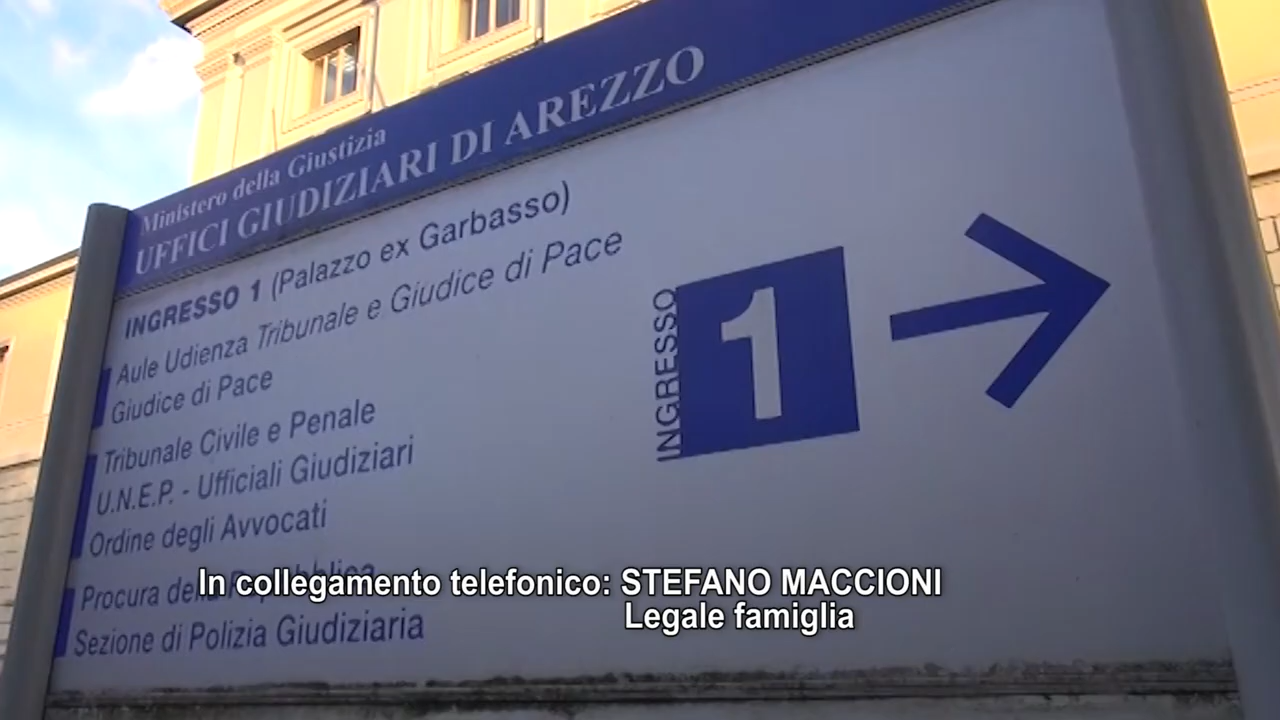 Ministero della Giustizia
UFFICI GIUDIZIARI DI AREZZO
INGRESSO 1 (Palazzo ex Garbasso)
Aule Udienza Tribunale e Giudice di Pace
Giudice di Pace
Tribunale Civile e Penale
U.N.E.P. - Ufficiali Giudiziari
Ordine degli Avvocati
Procura della Repubblica
Sezione di Polizia Giudiziaria
INGRESSO
1
In collegamento telefonico: STEFANO MACCIONI
Legale famiglia